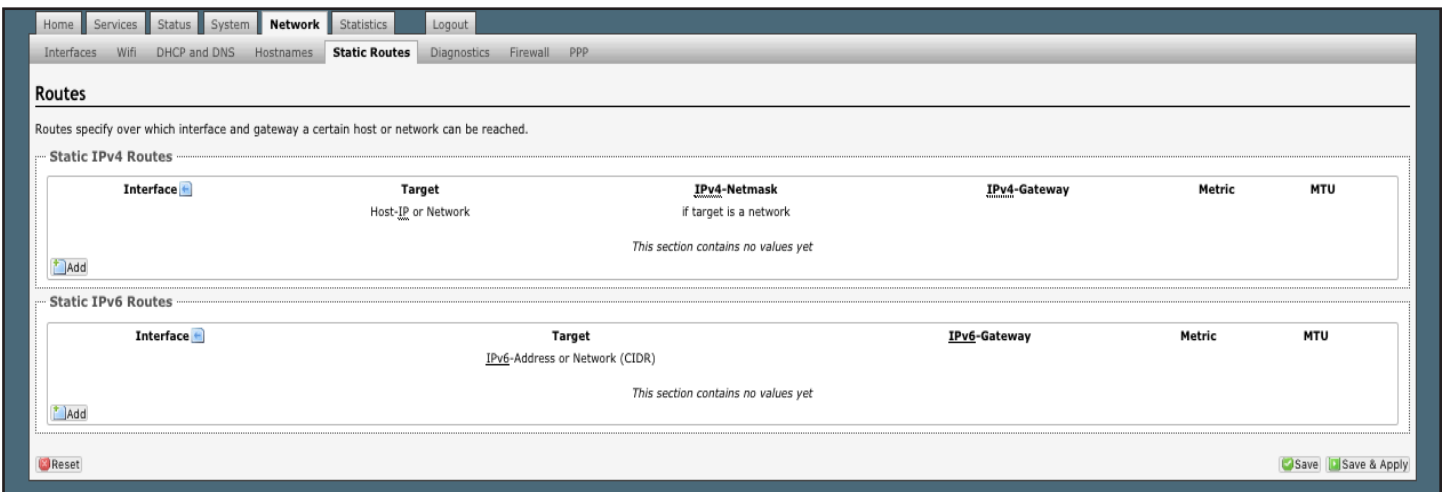 Home Services Status System Network Statistics Logout
Interfaces Wifi DHCP and DNS Hostnames Static Routes Diagnostics Firewall PPP
Routes
Routes specify over which interface and gateway a certain host or network can be reached.
Static IPv4 Routes
Interface Target IPv4-Netmask IPv4-Gateway Metric MTU
Host-IP or Network if target is a network
This section contains no values yet
Add
Static IPv6 Routes
Interface Target IPv6-Gateway Metric MTU
IPv6-Address or Network (CIDR)
This section contains no values yet
Add
Reset Save Save & Apply